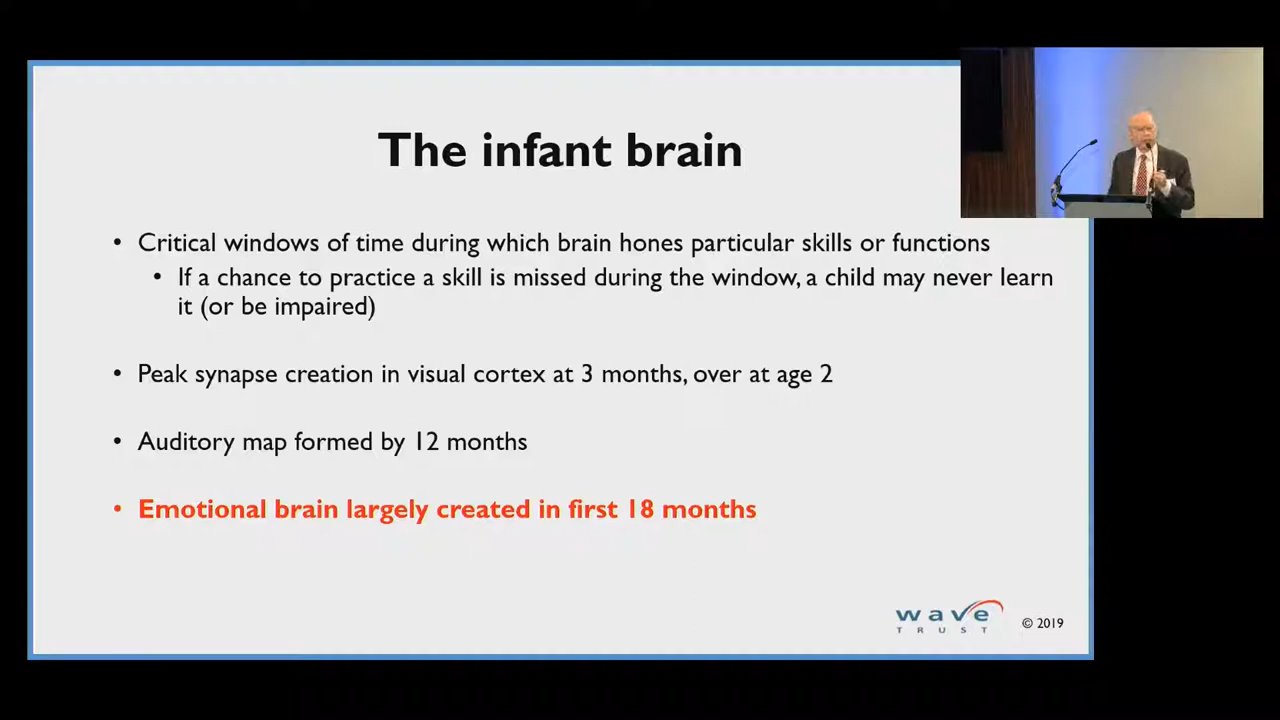 The infant brain
• Critical windows of time during which brain hones particular skills or functions
• If a chance to practice a skill is missed during the window, a child may never learn
it (or be impaired)
• Peak synapse creation in visual cortex at 3 months, over at age 2
• Auditory map formed by 12 months
• Emotional brain largely created in first 18 months
wave
TRUST
© 2019